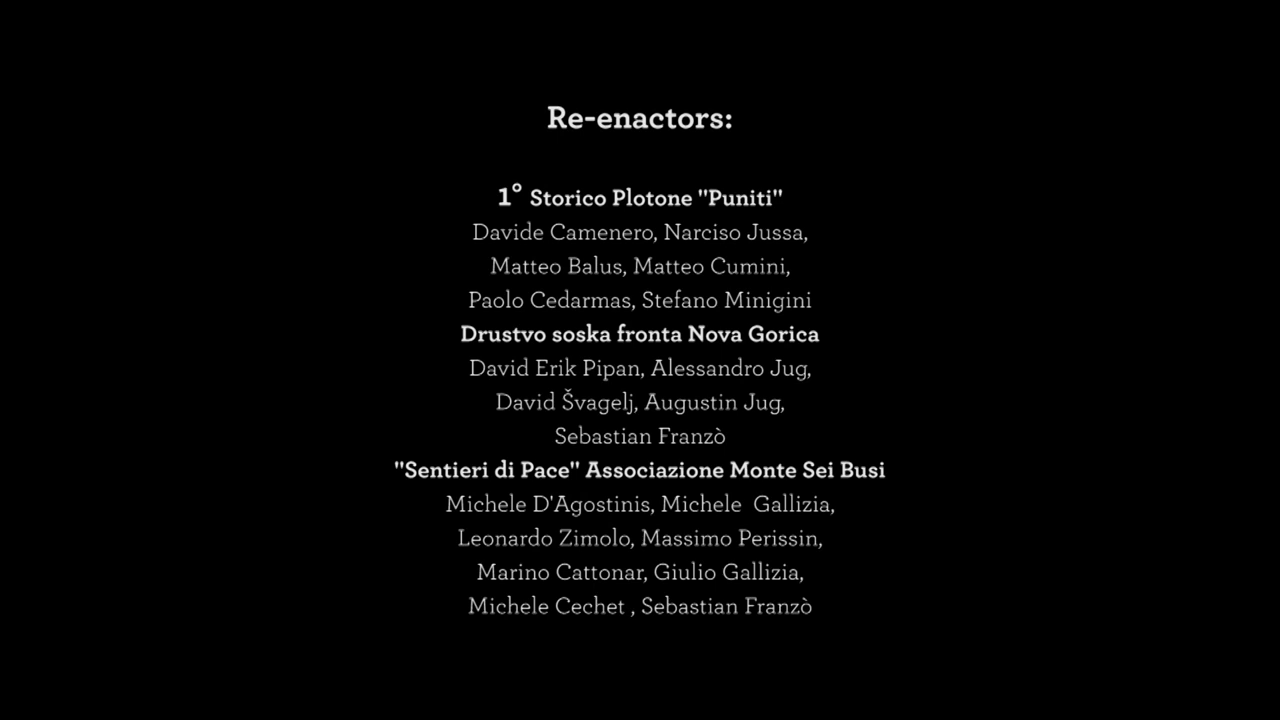 Re-enactors:
1° Storico Plotone "Puniti"
Davide Camenero, Narciso Jussa,
Matteo Balus, Matteo Cumini,
Paolo Cedarmas, Stefano Minigini
Drustvo soska fronta Nova Gorica
David Erik Pipan, Alessandro Jug,
David Švagelj, Augustin Jug,
Sebastian Franzò
"Sentieri di Pace" Associazione Monte Sei Busi
Michele D'Agostinis, Michele  Gallizia,
Leonardo Zimolo, Massimo Perissin,
Marino Cattonar, Giulio Gallizia,
Michele Cechet , Sebastian Franzò